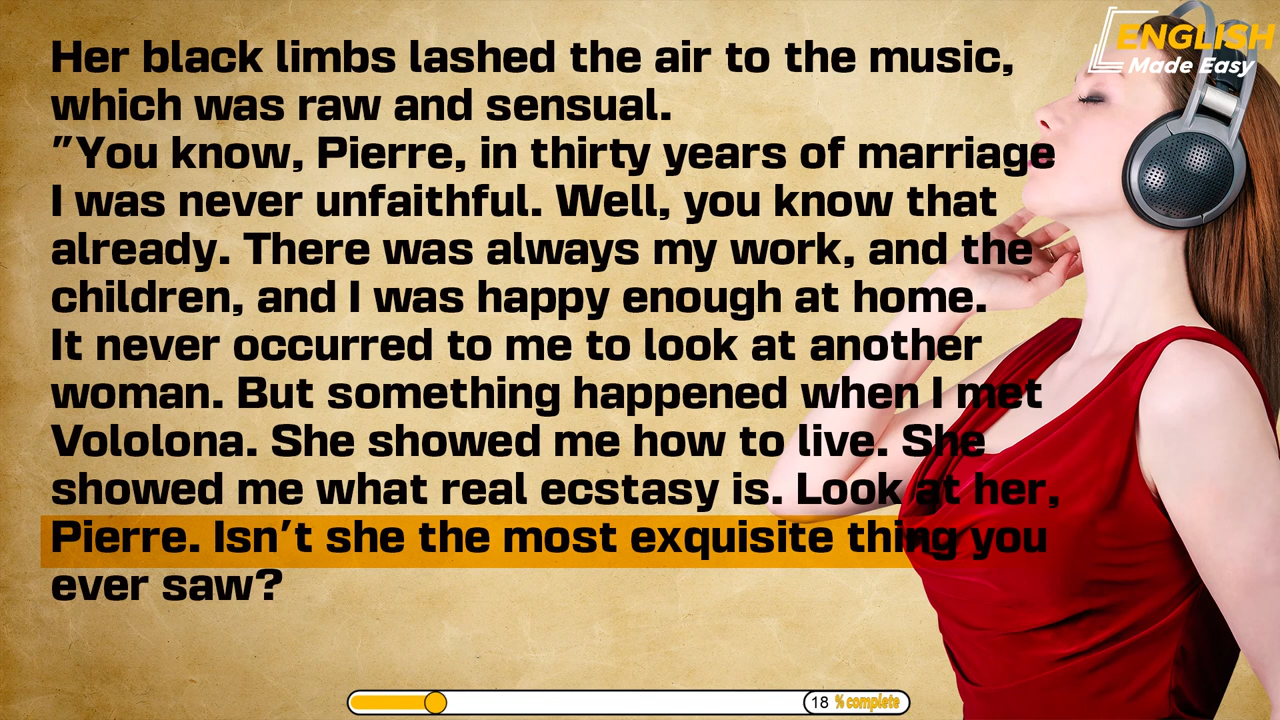 ENGLISH
Made Easy
Her black limbs lashed the air to the music,
which was raw and sensual.
"You know, Pierre, in thirty years of marriage
I was never unfaithful. Well, you know that
already. There was always my work, and the
children, and I was happy enough at home.
It never occurred to me to look at another
woman. But something happened when I met
Vololona. She showed me how to live. She
showed me what real ecstasy is. Look at her,
Pierre. Isn't she the most exquisite thing you
ever saw?
18 % complete